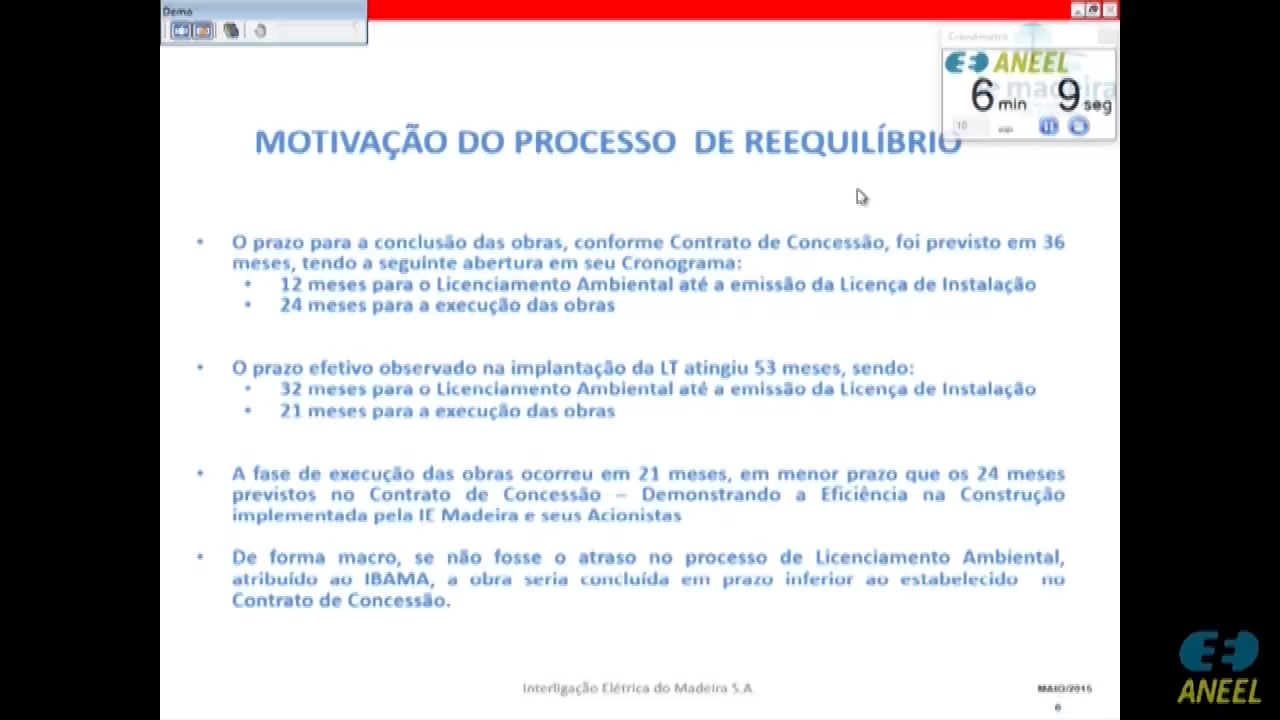 Demo
Cronômetro
ANEEL
6 min 9 seg
10
MOTIVAÇÃO DO PROCESSO DE REEQUILÍBRIO
• O prazo para a conclusão das obras, conforme Contrato de Concessão, foi previsto em 36
meses, tendo a seguinte abertura em seu Cronograma:
• 12 meses para o Licenciamento Ambiental até a emissão da Licença de Instalação
• 24 meses para a execução das obras
• O prazo efetivo observado na implantação da LT atingiu 53 meses, sendo:
• 32 meses para o Licenciamento Ambiental até a emissão da Licença de Instalação
• 21 meses para a execução das obras
• A fase de execução das obras ocorreu em 21 meses, em menor prazo que os 24 meses
previstos no Contrato de Concessão – Demonstrando a Eficiência na Construção
implementada pela IE Madeira e seus Acionistas
• De forma macro, se não fosse o atraso no processo de Licenciamento Ambiental,
atribuído ao IBAMA, a obra seria concluída em prazo inferior ao estabelecido no
Contrato de Concessão.
Interligação Elétrica do Madeira S.A.
MAIO/2015
6
ANEEL